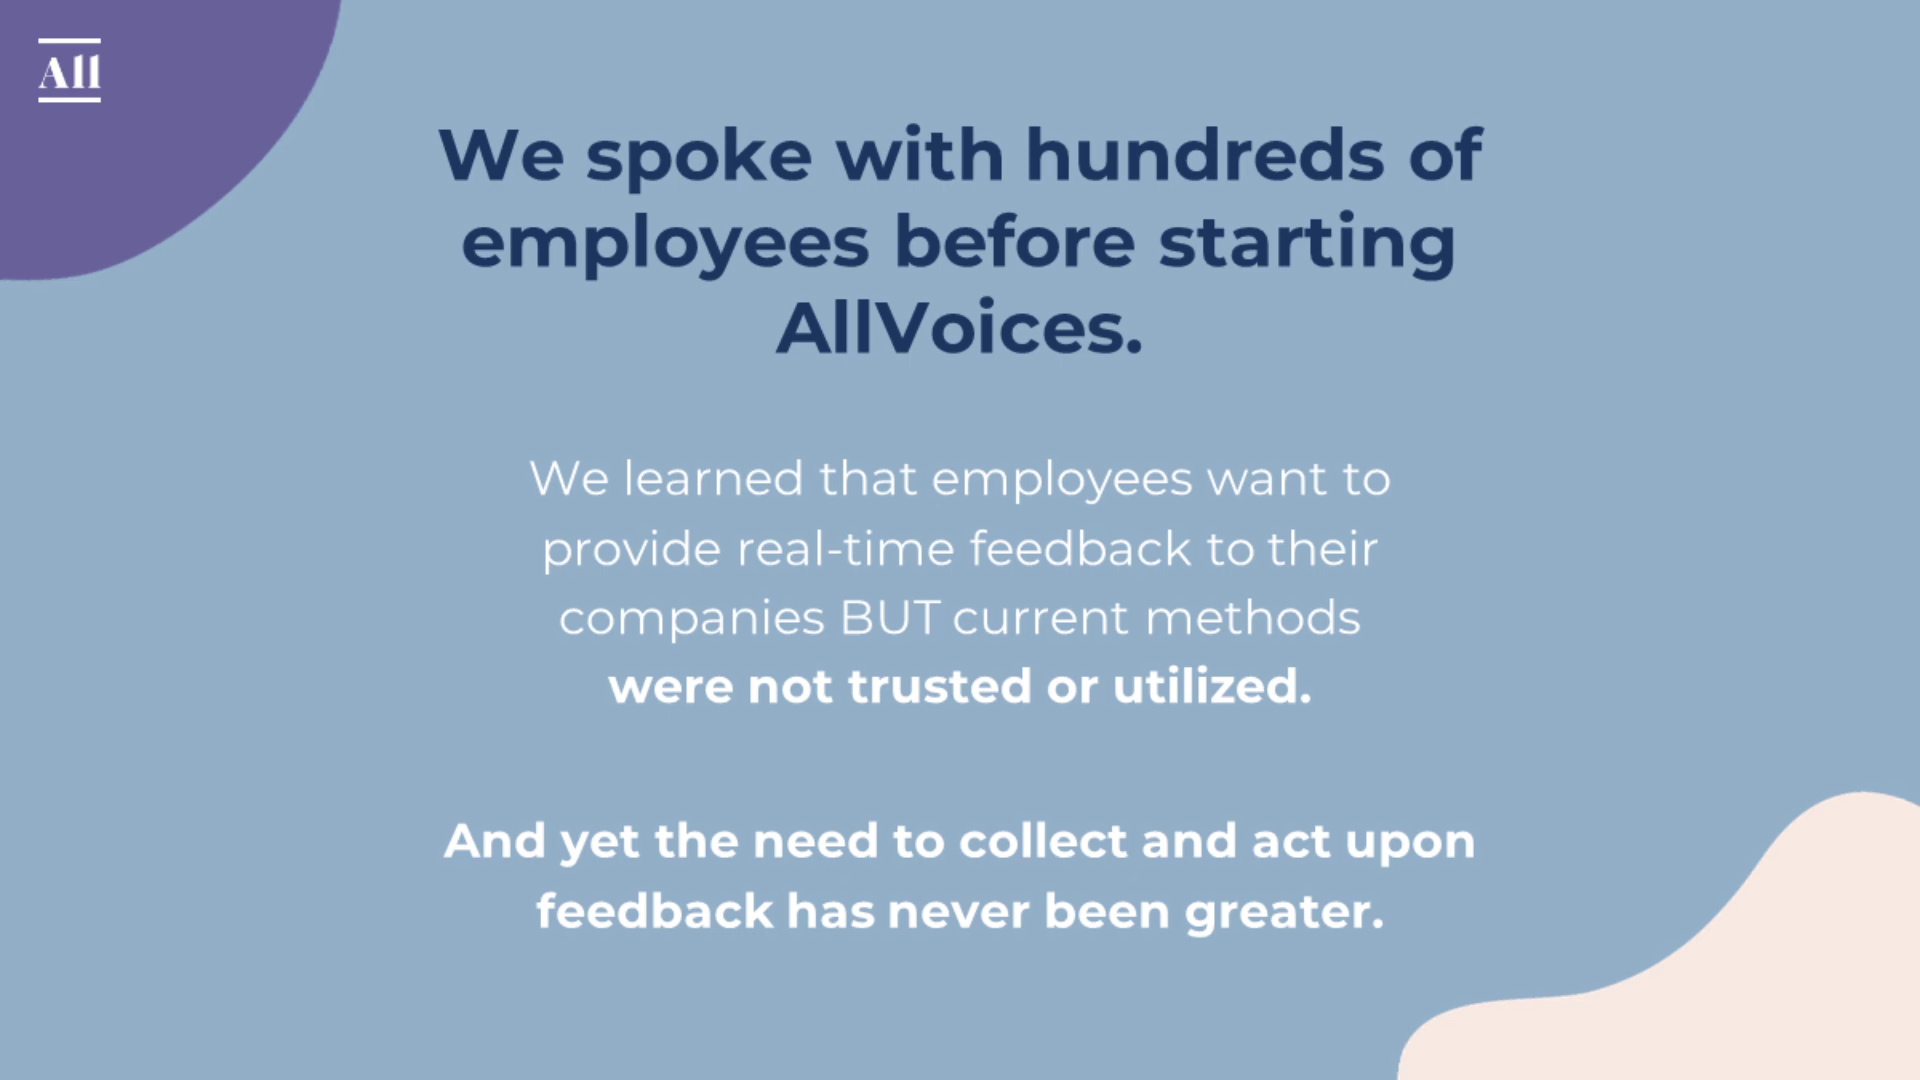 All
We spoke with hundreds of
employees before starting
AllVoices.
We learned that employees want to
provide real-time feedback to their
companies BUT current methods
were not trusted or utilized.
And yet the need to collect and act upon
feedback has never been greater.